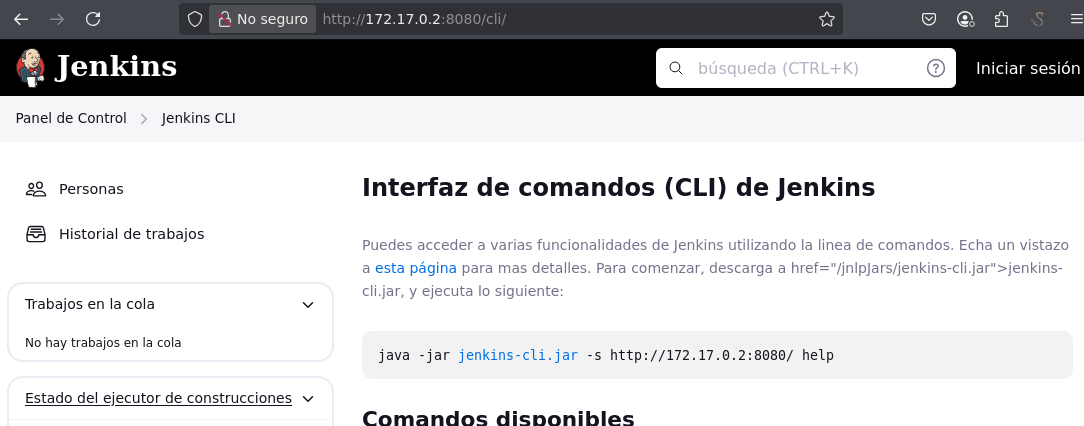 No seguro
http://172.17.0.2:8080/cli/
Jenkins
búsqueda (CTRL+K)
Iniciar sesión
Panel de Control
Jenkins CLI
Personas
Historial de trabajos
Trabajos en la cola
No hay trabajos en la cola
Estado del ejecutor de construcciones
Interfaz de comandos (CLI) de Jenkins
Puedes acceder a varias funcionalidades de Jenkins utilizando la linea de comandos. Echa un vistazo
a esta página para mas detalles. Para comenzar, descarga a href="/jnlpJars/jenkins-cli.jar">jenkins-
cli.jar, y ejecuta lo siguiente:
java -jar jenkins-cli.jar -s http://172.17.0.2:8080/ help
Comandos disponibles